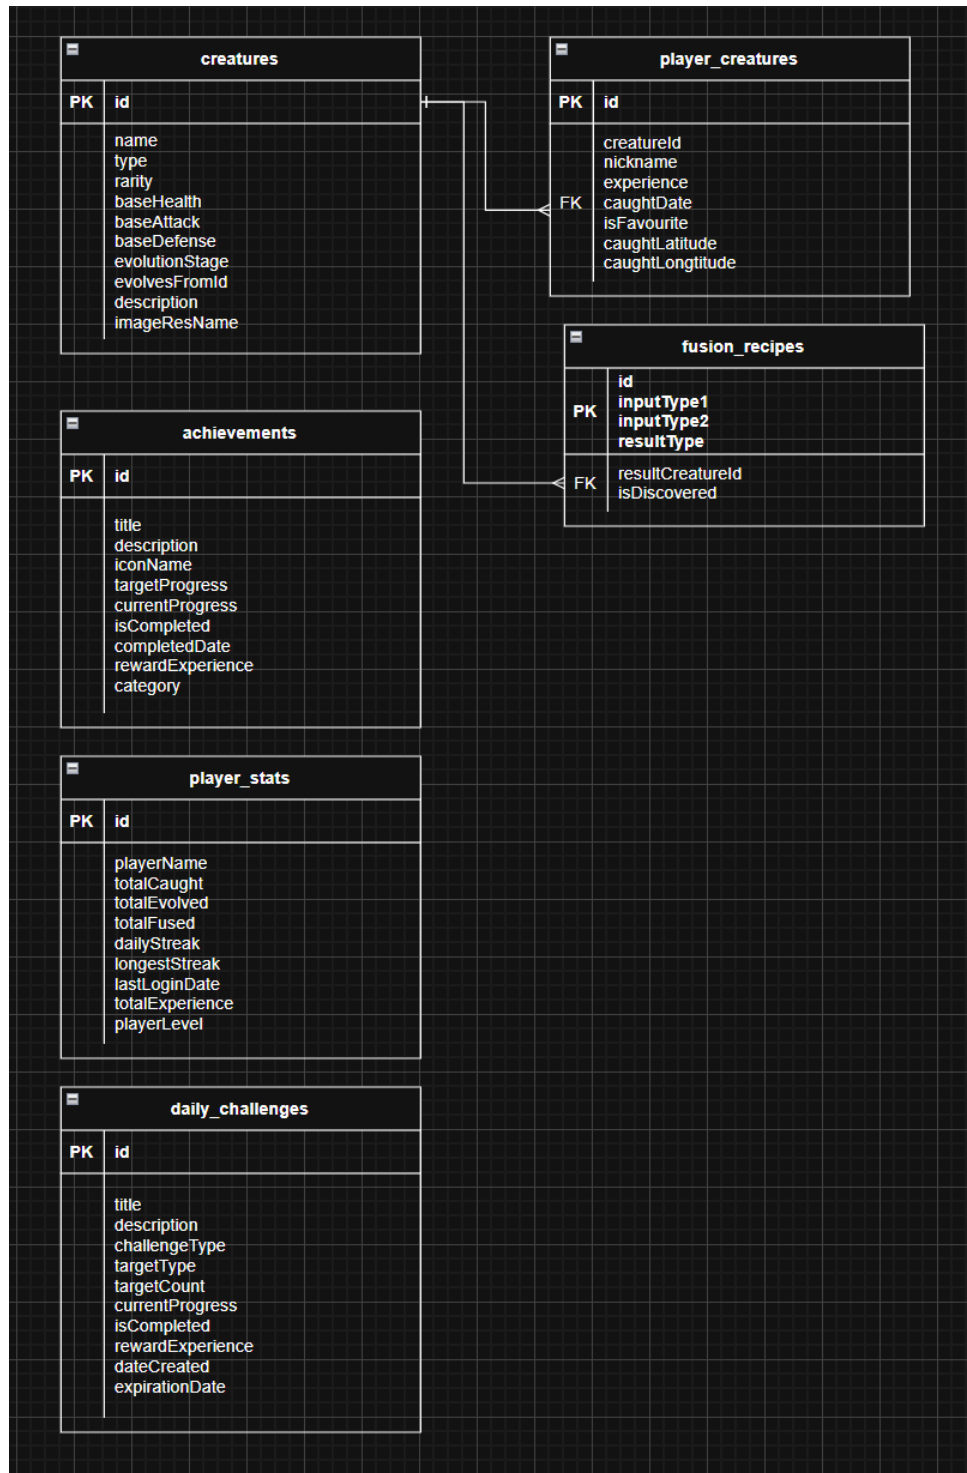 creatures
PK id
name
type
rarity
baseHealth
baseAttack
baseDefense
evolutionStage
evolvesFromId
description
imageResName
player_creatures
PK id
creatureId
nickname
experience
FK caughtDate
isFavourite
caughtLatitude
caughtLongtitude
fusion_recipes
id
inputType1
PK inputType2
resultType
FK resultCreatureId
isDiscovered
achievements
PK id
title
description
iconName
targetProgress
currentProgress
isCompleted
completedDate
rewardExperience
category
player_stats
PK id
playerName
totalCaught
totalEvolved
totalFused
dailyStreak
longestStreak
lastLoginDate
totalExperience
playerLevel
daily_challenges
PK id
title
description
challengeType
targetType
targetCount
currentProgress
isCompleted
rewardExperience
dateCreated
expirationDate